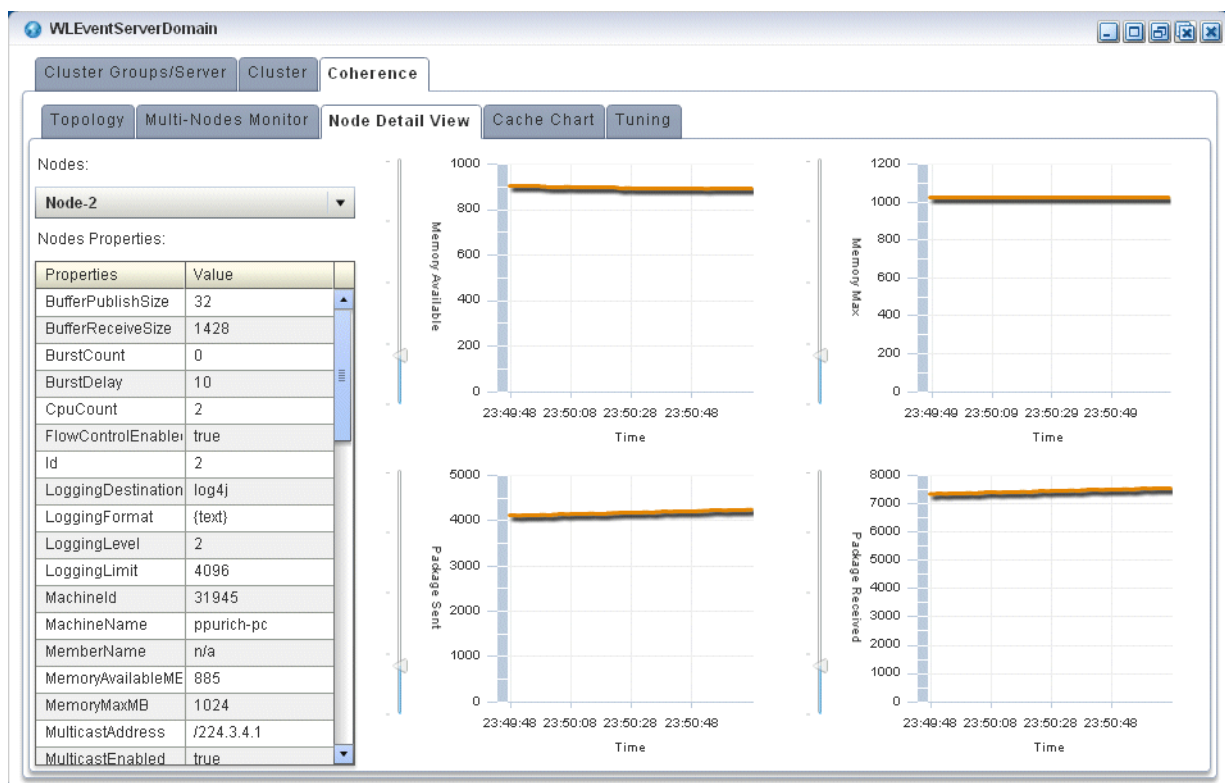 WLEventServerDomain
Cluster Groups/Server Cluster Coherence
Topology Multi-Nodes Monitor Node Detail View Cache Chart Tuning
Nodes:
Node-2
Nodes Properties:
Properties Value
BufferPublishSize 32
BufferReceiveSize 1428
BurstCount 0
BurstDelay 10
CpuCount 2
FlowControlEnable true
Id 2
LoggingDestination log4j
LoggingFormat {text}
LoggingLevel 2
LoggingLimit 4096
MachineId 31945
MachineName ppurich-pc
MemberName n/a
MemoryAvailableME 885
MemoryMaxMB 1024
MulticastAddress /224.3.4.1
MulticastEnabled true
Memory Available
1000
800
600
400
200
0
23:49:48 23:50:08 23:50:28 23:50:48
Time
Memory Max
1200
1000
800
600
400
200
0
23:49:49 23:50:09 23:50:29 23:50:49
Time
Package Sent
5000
4000
3000
2000
1000
0
23:49:48 23:50:08 23:50:28 23:50:48
Time
Package Received
8000
7000
6000
5000
4000
3000
2000
1000
0
23:49:48 23:50:08 23:50:28 23:50:48
Time